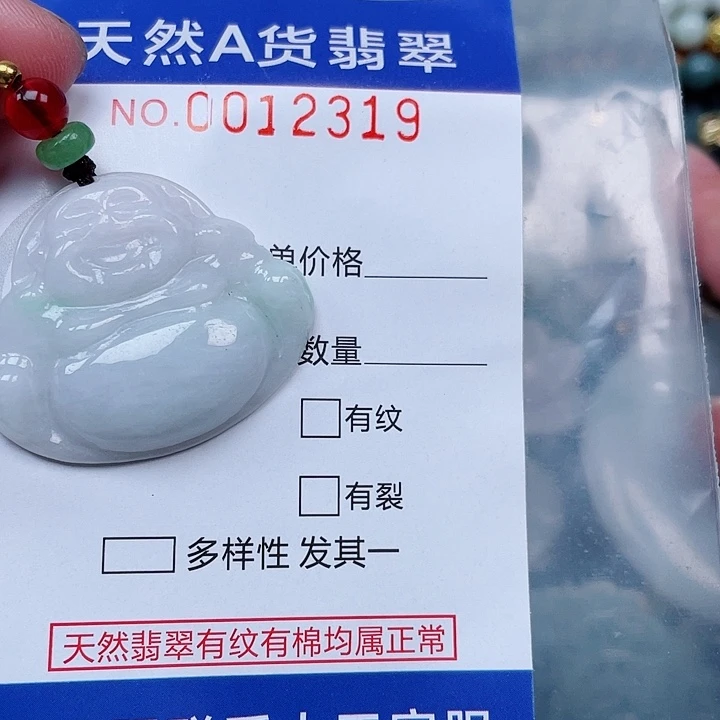 天然A货翡翠
NO.0012319
单价格
数量
有纹
有裂
多样性 发其一
天然翡翠有纹有棉均属正常